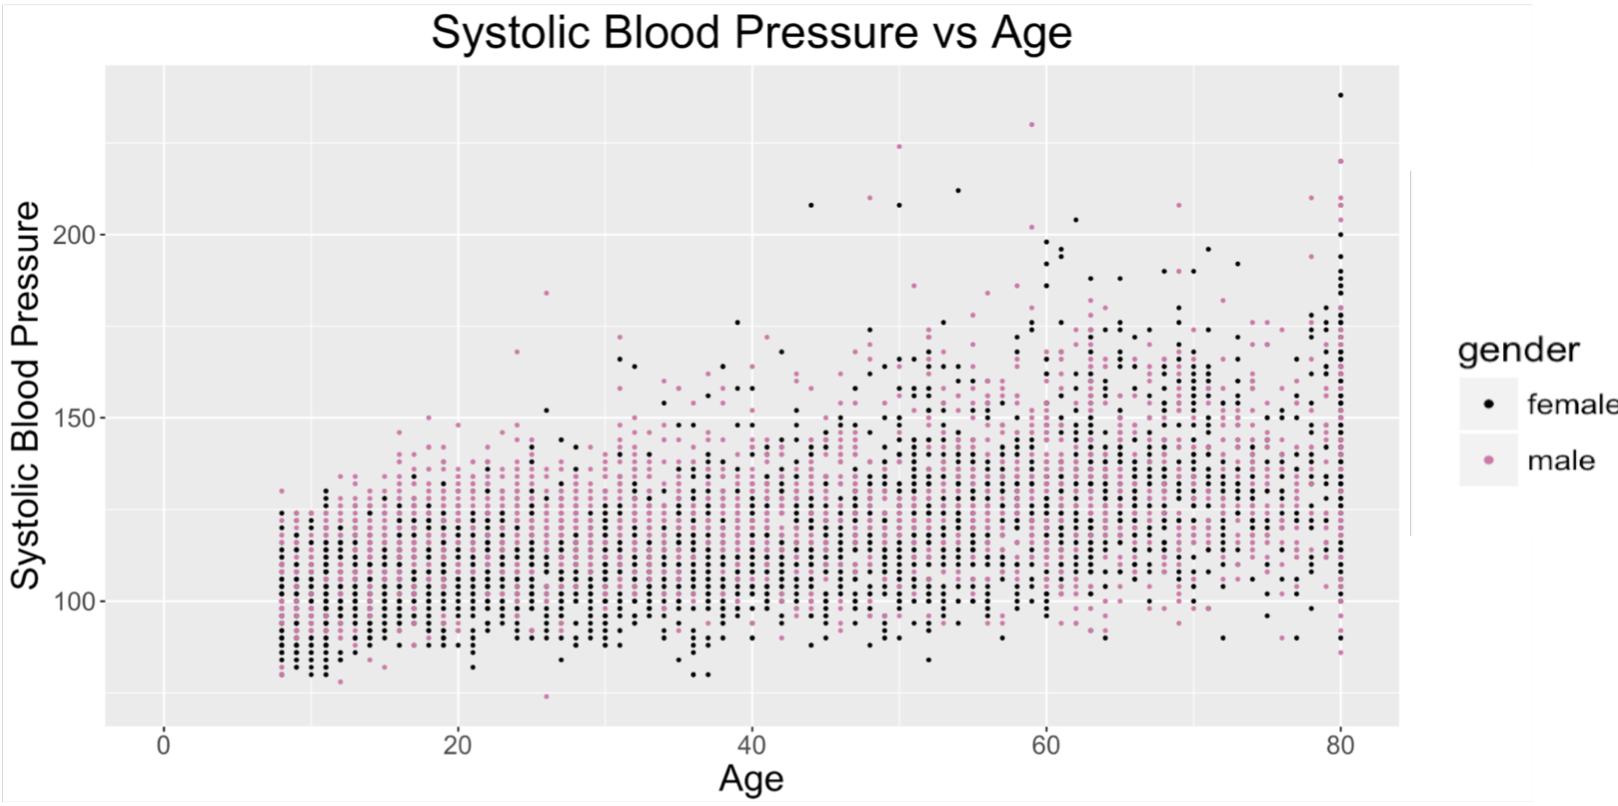 Systolic Blood Pressure vs Age
Systolic Blood Pressure
200
150
100
0 20 40 60 80
Age
gender
female
male